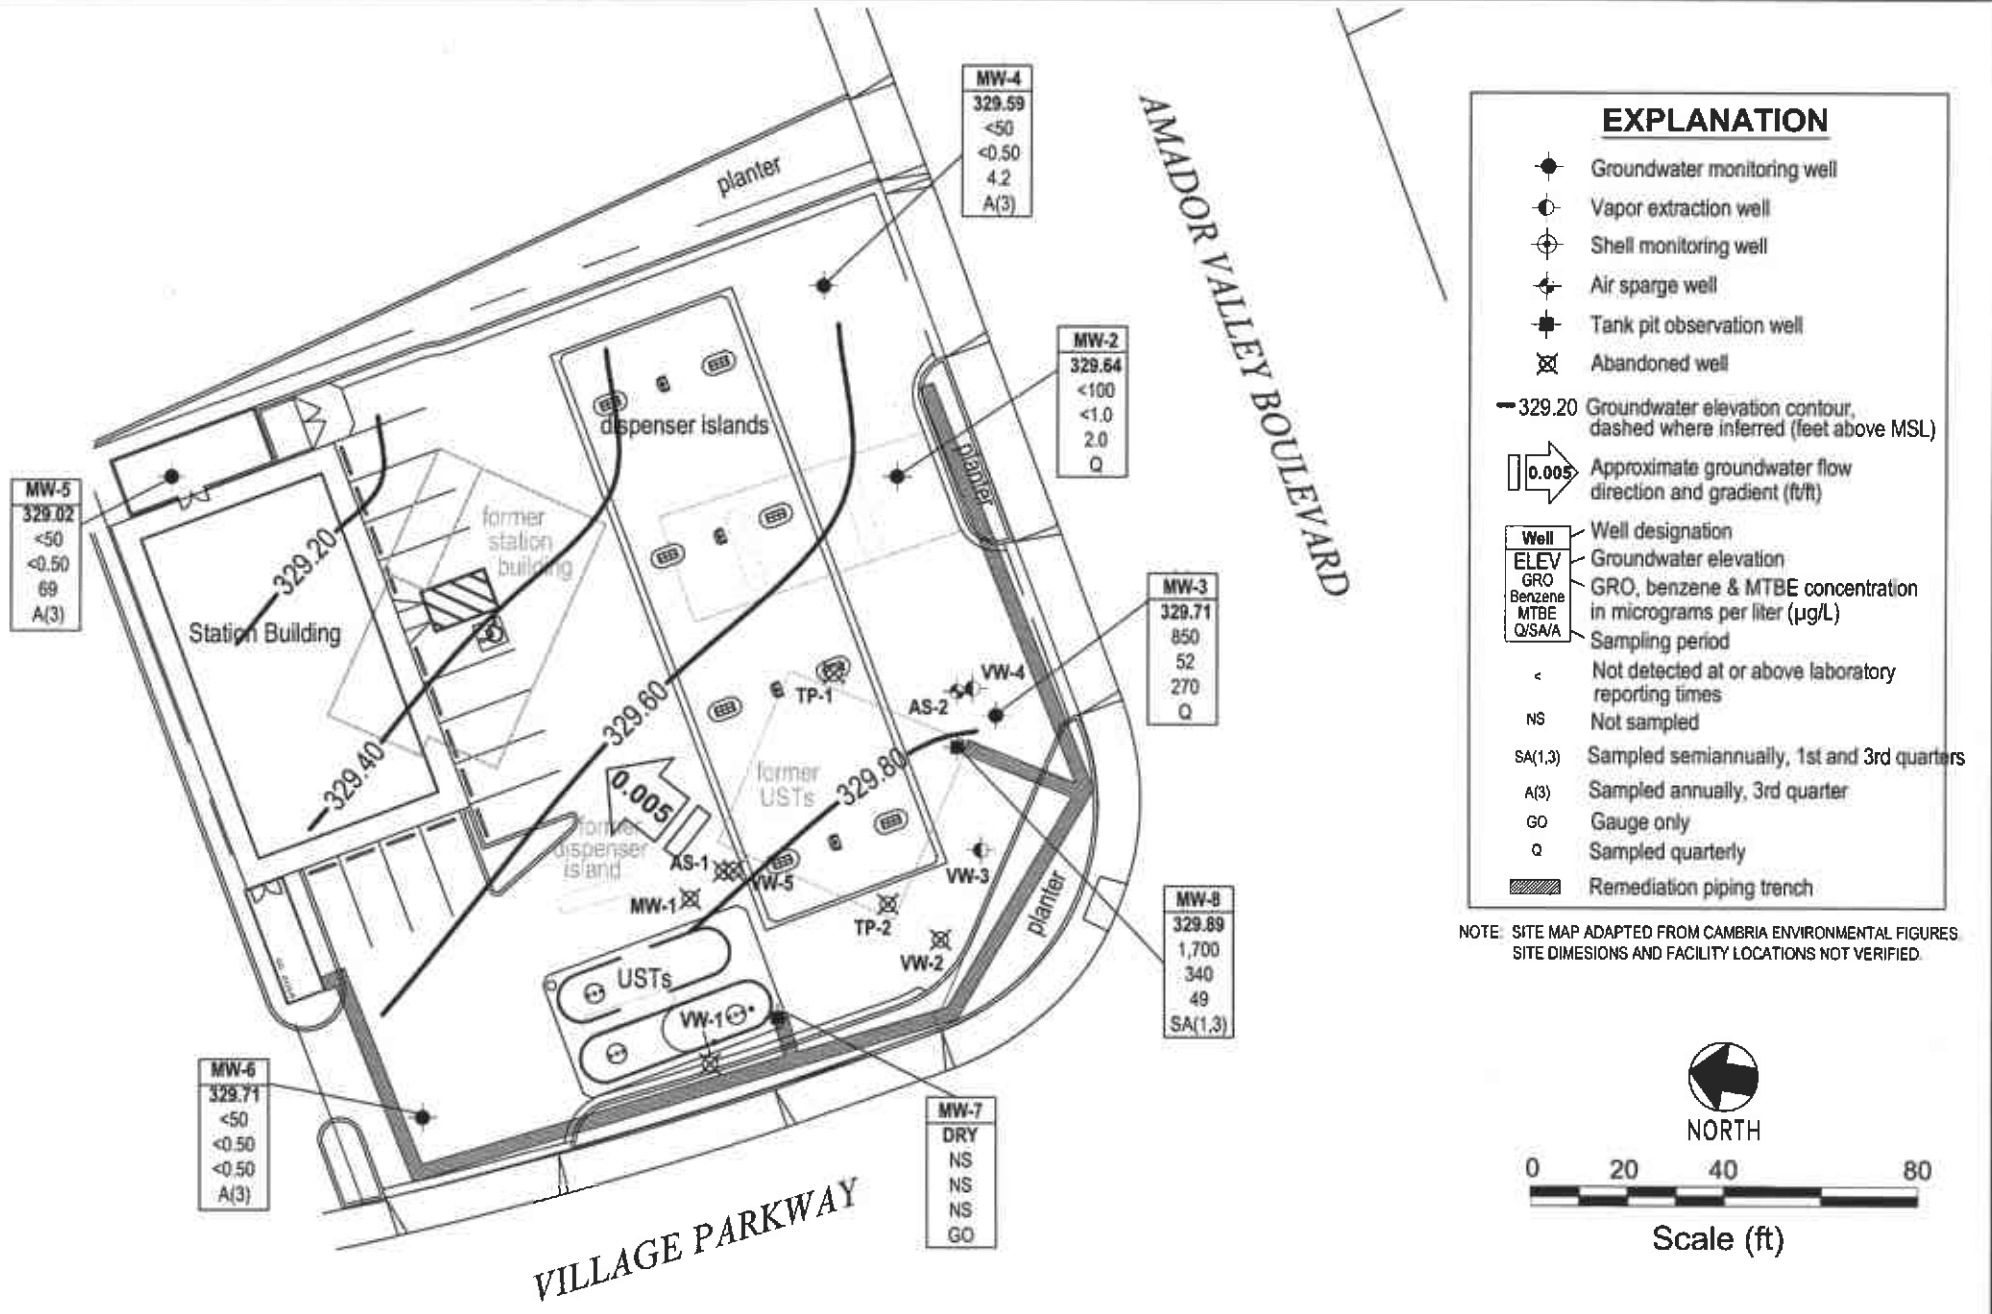 MW-4
329.59
<50
<0.50
4.2
A(3)
planter
AMADOR VALLEY BOULEVARD
MW-2
329.64
<100
<1.0
2.0
Q
dispenser islands
planter
MW-5
329.02
<50
<0.50
69
A(3)
former
station
building
329.20
Station Building
MW-3
329.71
850
52
270
Q
VW-4
AS-2
TP-1
329.60
329.40
329.80
former
USTs
0.005
former
dispenser
island
AS-1
VW-5
MW-1
VW-3
TP-2
VW-2
planter
MW-8
329.89
1,700
340
49
SA(1,3)
USTs
VW-1
MW-6
329.71
<50
<0.50
<0.50
A(3)
MW-7
DRY
NS
NS
NS
GO
VILLAGE PARKWAY
EXPLANATION
Groundwater monitoring well
Vapor extraction well
Shell monitoring well
Air sparge well
Tank pit observation well
Abandoned well
329.20 Groundwater elevation contour,
dashed where inferred (feet above MSL)
0.005 Approximate groundwater flow
direction and gradient (ft/ft)
Well Well designation
ELEV Groundwater elevation
GRO GRO, benzene & MTBE concentration
Benzene
MTBE in micrograms per liter (µg/L)
Q/SA/A Sampling period
< Not detected at or above laboratory
reporting times
NS Not sampled
SA(1,3) Sampled semiannually, 1st and 3rd quarters
A(3) Sampled annually, 3rd quarter
GO Gauge only
Q Sampled quarterly
Remediation piping trench
NOTE: SITE MAP ADAPTED FROM CAMBRIA ENVIRONMENTAL FIGURES.
SITE DIMESIONS AND FACILITY LOCATIONS NOT VERIFIED.
NORTH
0 20 40 80
Scale (ft)